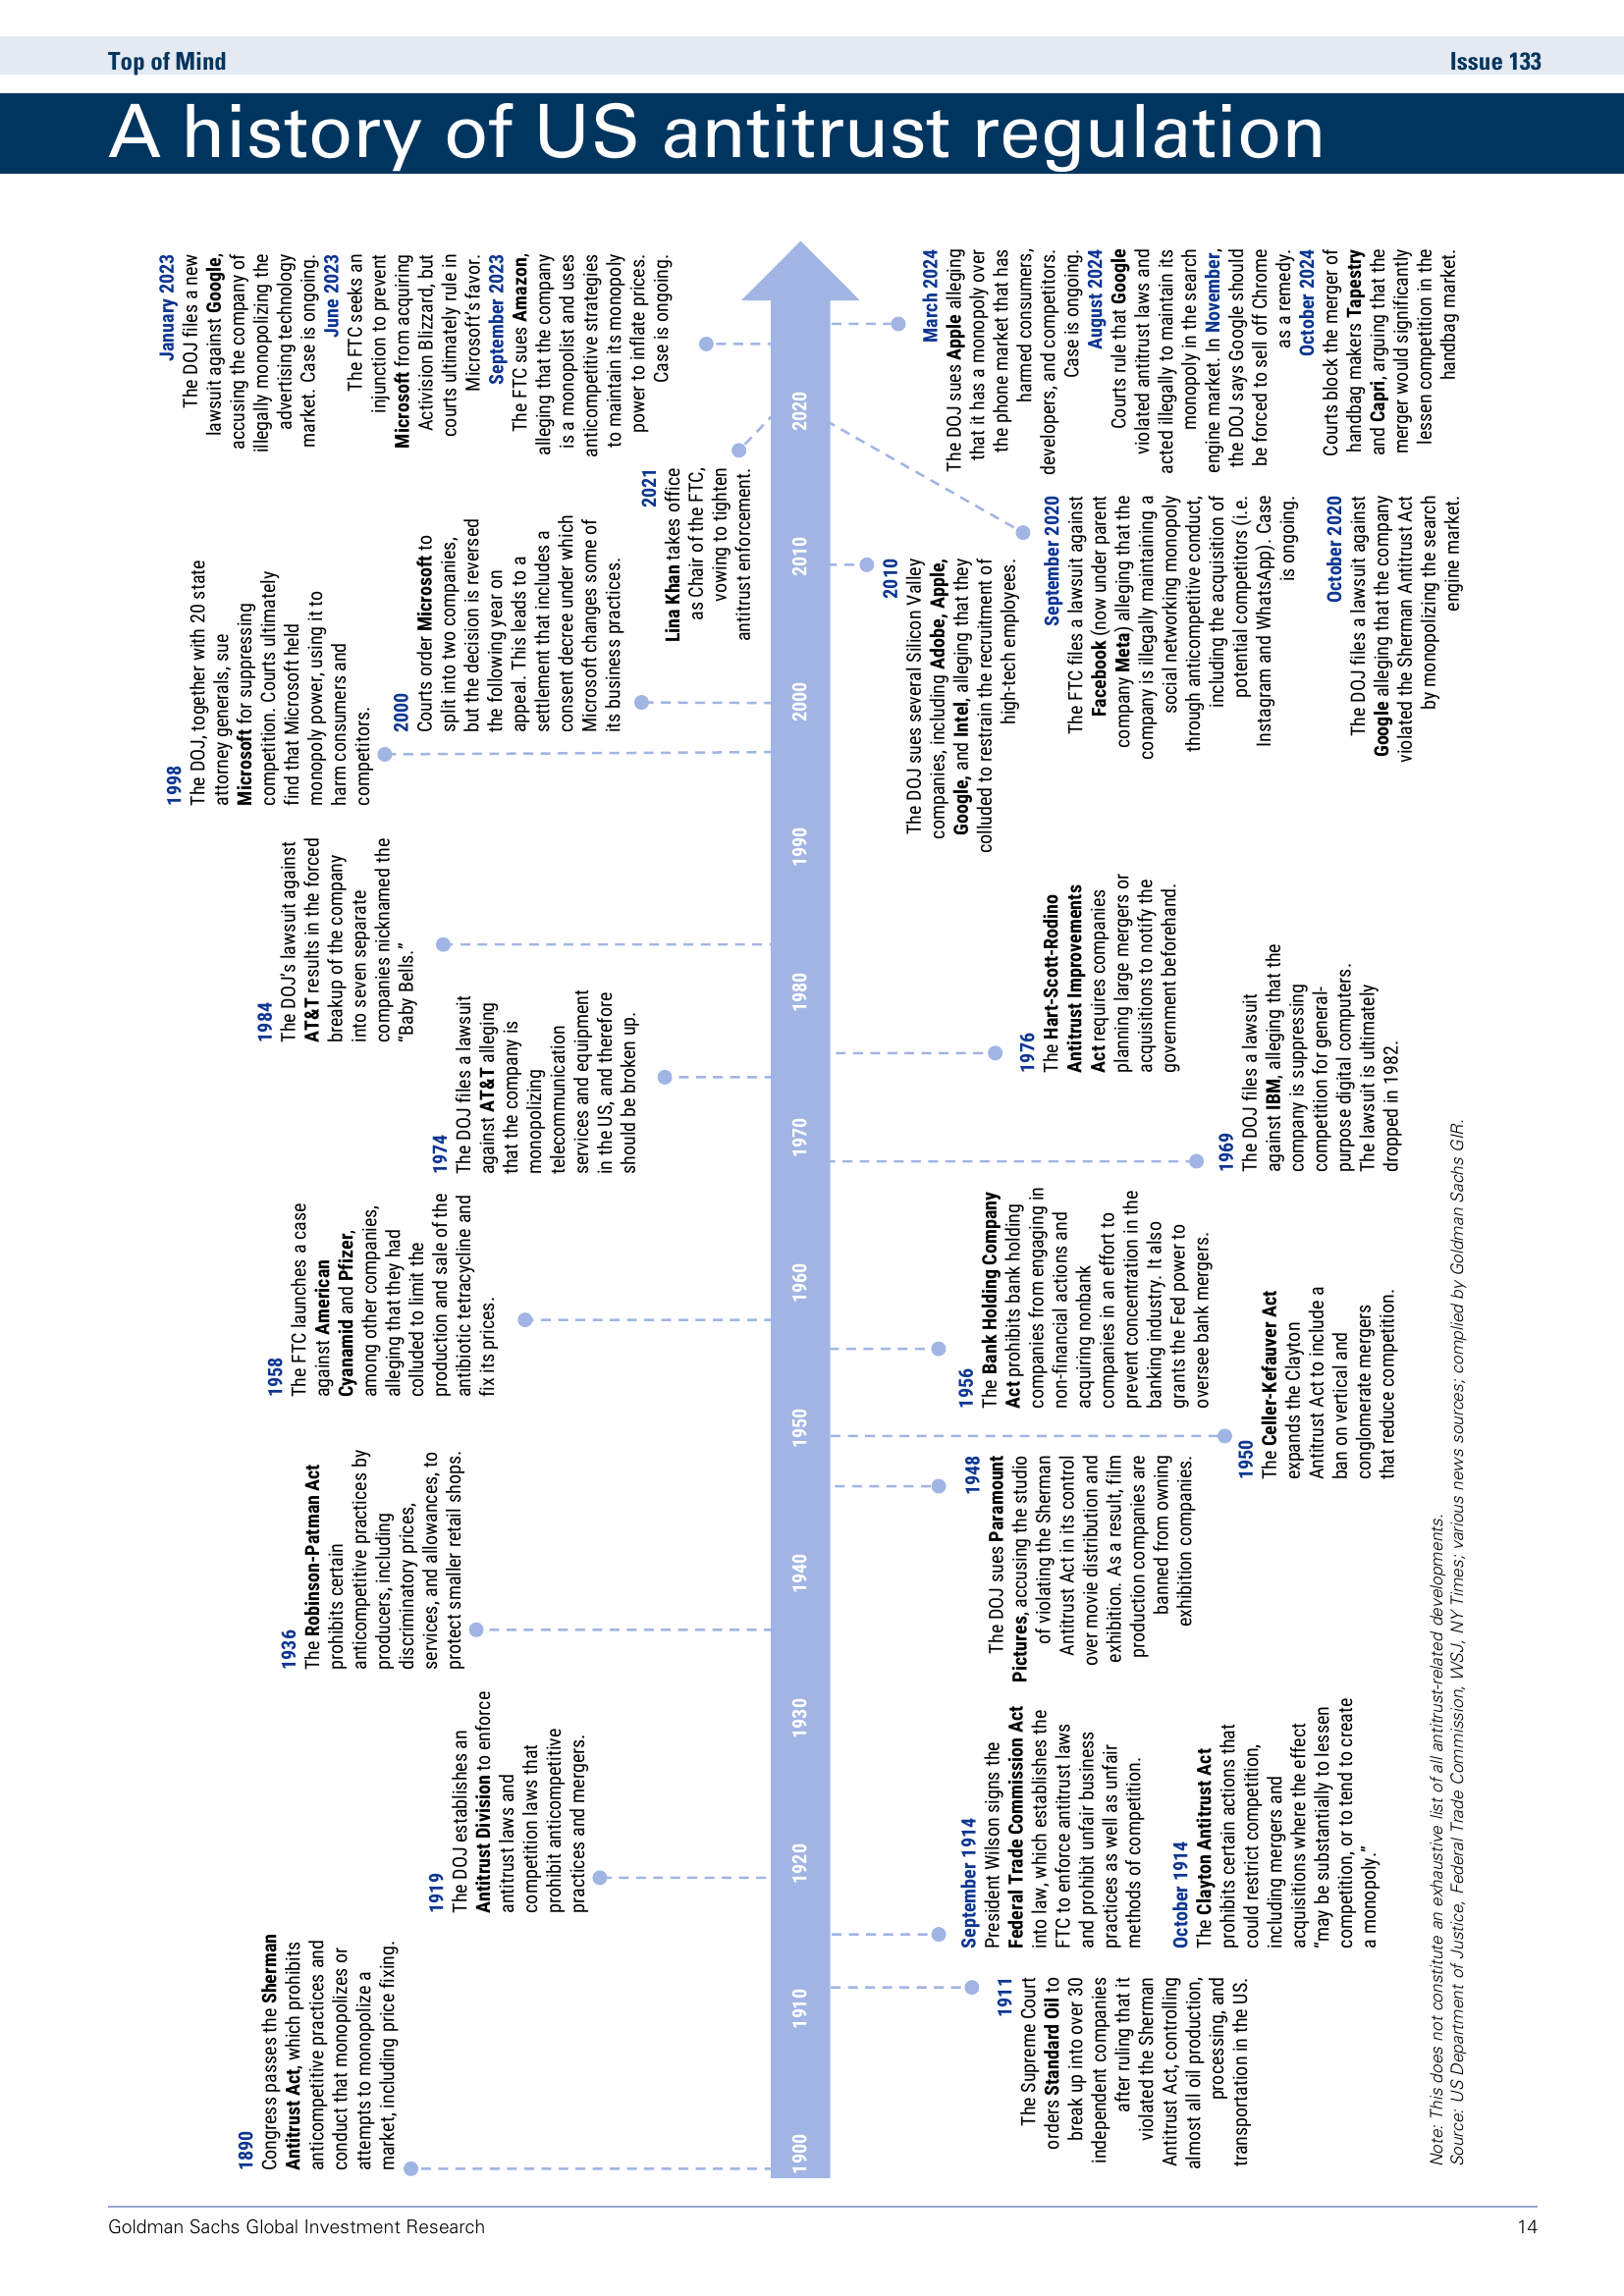 Top of Mind
Issue 133
A history of US antitrust regulation
1890
Congress passes the Sherman
Antitrust Act, which prohibits
anticompetitive practices and
conduct that monopolizes or
attempts to monopolize a
market, including price fixing.
1919
The DOJ establishes an
Antitrust Division to enforce
antitrust laws and
competition laws that
prohibit anticompetitive
practices and mergers.
1936
The Robinson-Patman Act
prohibits certain
anticompetitive practices by
producers, including
discriminatory prices,
services, and allowances, to
protect smaller retail shops.
1958
The FTC launches a case
against American
Cyanamid and Pfizer,
among other companies,
alleging that they had
colluded to limit the
production and sale of the
antibiotic tetracycline and
fix its prices.
1974
The DOJ files a lawsuit
against AT&T alleging
that the company is
monopolizing
telecommunication
services and equipment
in the US, and therefore
should be broken up.
1984
The DOJ's lawsuit against
AT&T results in the forced
breakup of the company
into seven separate
companies nicknamed the
“Baby Bells.”
1998
The DOJ, together with 20 state
attorney generals, sue
Microsoft for suppressing
competition. Courts ultimately
find that Microsoft held
monopoly power, using it to
harm consumers and
competitors.
2000
Courts order Microsoft to
split into two companies,
but the decision is reversed
the following year on
appeal. This leads to a
settlement that includes a
consent decree under which
Microsoft changes some of
its business practices.
2021
Lina Khan takes office
as Chair of the FTC,
vowing to tighten
antitrust enforcement.
January 2023
The DOJ files a new
lawsuit against Google,
accusing the company of
illegally monopolizing the
advertising technology
market. Case is ongoing.
June 2023
The FTC seeks an
injunction to prevent
Microsoft from acquiring
Activision Blizzard, but
courts ultimately rule in
Microsoft's favor.
September 2023
The FTC sues Amazon,
alleging that the company
is a monopolist and uses
anticompetitive strategies
to maintain its monopoly
power to inflate prices.
Case is ongoing.
1900
1910
1920
1930
1940
1950
1960
1970
1980
1990
2000
2010
2020
1911
The Supreme Court
orders Standard Oil to
break up into over 30
independent companies
after ruling that it
violated the Sherman
Antitrust Act, controlling
almost all oil production,
processing, and
transportation in the US.
September 1914
President Wilson signs the
Federal Trade Commission Act
into law, which establishes the
FTC to enforce antitrust laws
and prohibit unfair business
practices as well as unfair
methods of competition.
October 1914
The Clayton Antitrust Act
prohibits certain actions that
could restrict competition,
including mergers and
acquisitions where the effect
“may be substantially to lessen
competition, or to tend to create
a monopoly.”
1948
The DOJ sues Paramount
Pictures, accusing the studio
of violating the Sherman
Antitrust Act in its control
over movie distribution and
exhibition. As a result, film
production companies are
banned from owning
exhibition companies.
1950
The Celler-Kefauver Act
expands the Clayton
Antitrust Act to include a
ban on vertical and
conglomerate mergers
that reduce competition.
1956
The Bank Holding Company
Act prohibits bank holding
companies from engaging in
non-financial actions and
acquiring nonbank
companies in an effort to
prevent concentration in the
banking industry. It also
grants the Fed power to
oversee bank mergers.
1969
The DOJ files a lawsuit
against IBM, alleging that the
company is suppressing
competition for general-
purpose digital computers.
The lawsuit is ultimately
dropped in 1982.
1976
The Hart-Scott-Rodino
Antitrust Improvements
Act requires companies
planning large mergers or
acquisitions to notify the
government beforehand.
2010
The DOJ sues several Silicon Valley
companies, including Adobe, Apple,
Google, and Intel, alleging that they
colluded to restrain the recruitment of
high-tech employees.
September 2020
The FTC files a lawsuit against
Facebook (now under parent
company Meta) alleging that the
company is illegally maintaining a
social networking monopoly
through anticompetitive conduct,
including the acquisition of
potential competitors (i.e.
Instagram and WhatsApp). Case
is ongoing.
October 2020
The DOJ files a lawsuit against
Google alleging that the company
violated the Sherman Antitrust Act
by monopolizing the search
engine market.
March 2024
The DOJ sues Apple alleging
that it has a monopoly over
the phone market that has
harmed consumers,
developers, and competitors.
Case is ongoing.
August 2024
Courts rule that Google
violated antitrust laws and
acted illegally to maintain its
monopoly in the search
engine market. In November,
the DOJ says Google should
be forced to sell off Chrome
as a remedy.
October 2024
Courts block the merger of
handbag makers Tapestry
and Capri, arguing that the
merger would significantly
lessen competition in the
handbag market.
Note: This does not constitute an exhaustive list of all antitrust-related developments.
Source: US Department of Justice, Federal Trade Commission, WSJ, NY Times; various news sources; complied by Goldman Sachs GIR.
Goldman Sachs Global Investment Research
14